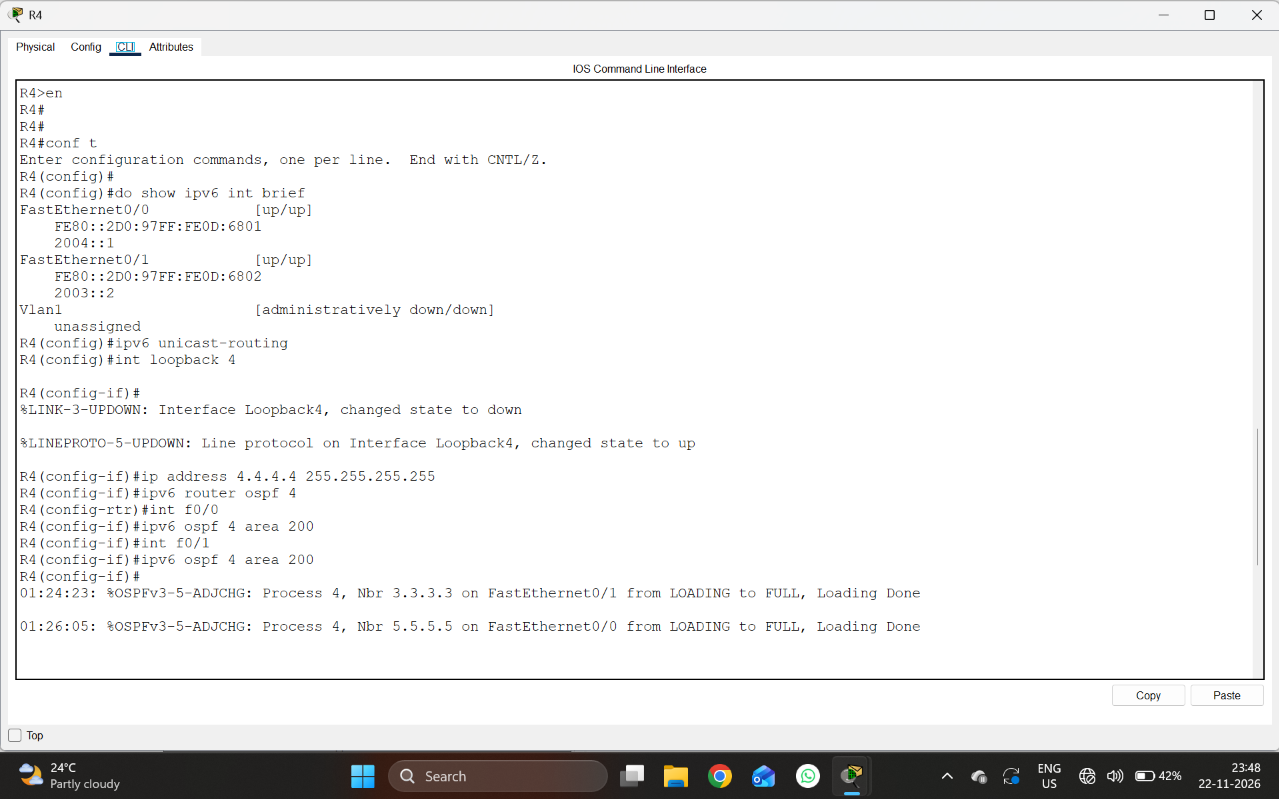 R4
Physical Config CLI Attributes
IOS Command Line Interface
R4>en
R4#
R4#
R4#conf t
Enter configuration commands, one per line.  End with CNTL/Z.
R4(config)#
R4(config)#do show ipv6 int brief
FastEthernet0/0            [up/up]
    FE80::2D0:97FF:FE0D:6801
    2004::1
FastEthernet0/1            [up/up]
    FE80::2D0:97FF:FE0D:6802
    2003::2
Vlan1                      [administratively down/down]
    unassigned
R4(config)#ipv6 unicast-routing
R4(config)#int loopback 4
R4(config-if)#
%LINK-3-UPDOWN: Interface Loopback4, changed state to down
%LINEPROTO-5-UPDOWN: Line protocol on Interface Loopback4, changed state to up
R4(config-if)#ip address 4.4.4.4 255.255.255.255
R4(config-if)#ipv6 router ospf 4
R4(config-rtr)#int f0/0
R4(config-if)#ipv6 ospf 4 area 200
R4(config-if)#int f0/1
R4(config-if)#ipv6 ospf 4 area 200
R4(config-if)#
01:24:23: %OSPFv3-5-ADJCHG: Process 4, Nbr 3.3.3.3 on FastEthernet0/1 from LOADING to FULL, Loading Done
01:26:05: %OSPFv3-5-ADJCHG: Process 4, Nbr 5.5.5.5 on FastEthernet0/0 from LOADING to FULL, Loading Done
Copy Paste
Top
24°C
Partly cloudy
Search
ENG
US
42%
23:48
22-11-2026